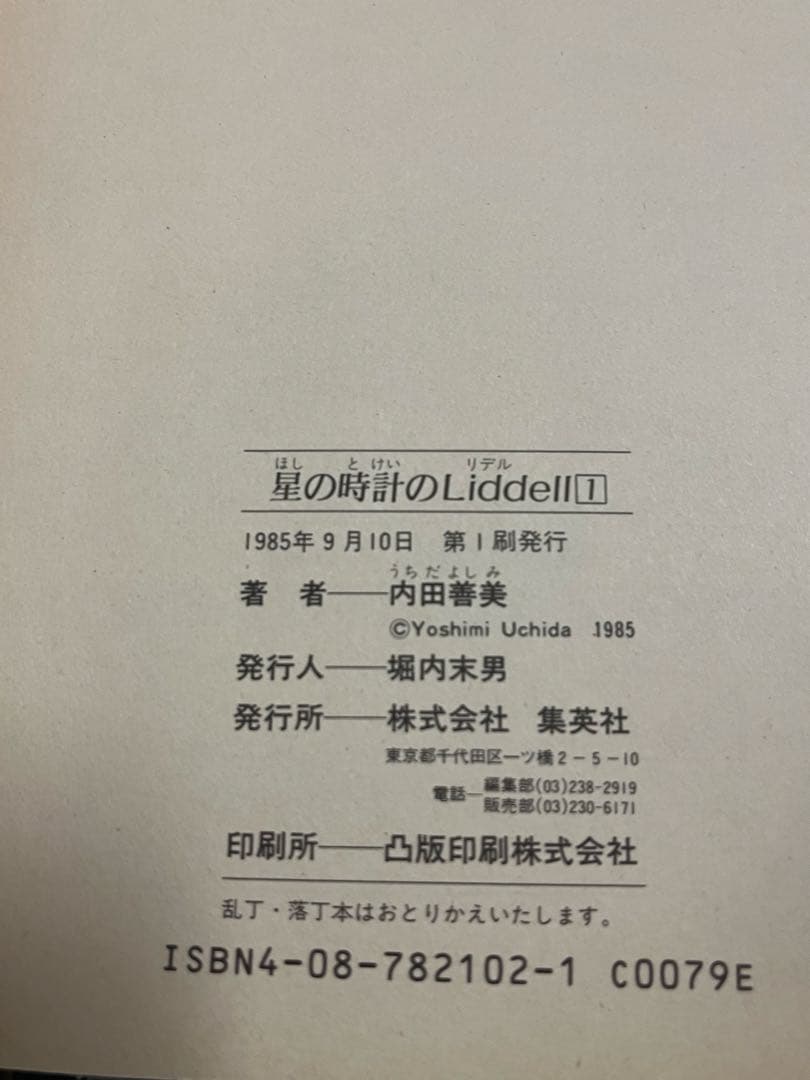 ほし とけい リデル
星の時計のLiddell1
1985年9月10日 第1刷発行
うちだよしみ
著 者――内田善美
©Yoshimi Uchida 1985
発行人――堀内末男
発行所――株式会社 集英社
東京都千代田区一ツ橋2-5-10
電話―編集部(03)238-2919
販売部(03)230-6171
印刷所――凸版印刷株式会社
乱丁・落丁本はおとりかえいたします。
ISBN4-08-782102-1 C0079E